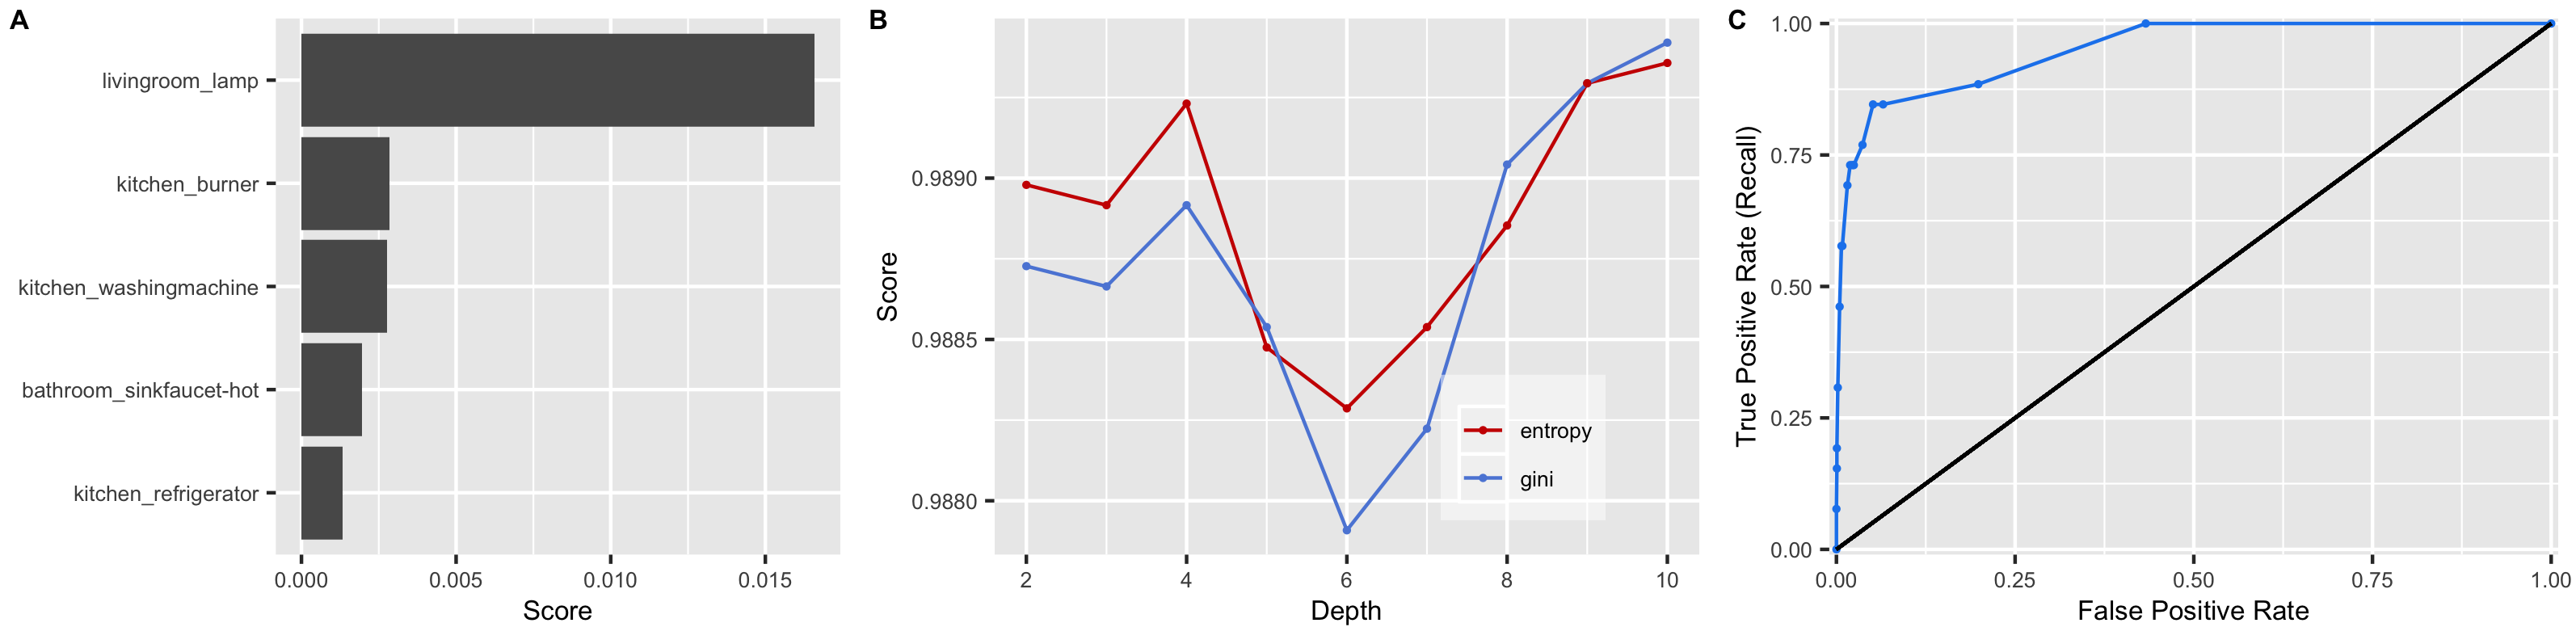 A
livingroom_lamp
kitchen_burner
kitchen_washingmachine
bathroom_sinkfaucet-hot
kitchen_refrigerator
0.000 0.005 0.010 0.015
Score
B
Score
0.9890
0.9885
0.9880
entropy
gini
2 4 6 8 10
Depth
C
True Positive Rate (Recall)
1.00
0.75
0.50
0.25
0.00
0.00 0.25 0.50 0.75 1.00
False Positive Rate